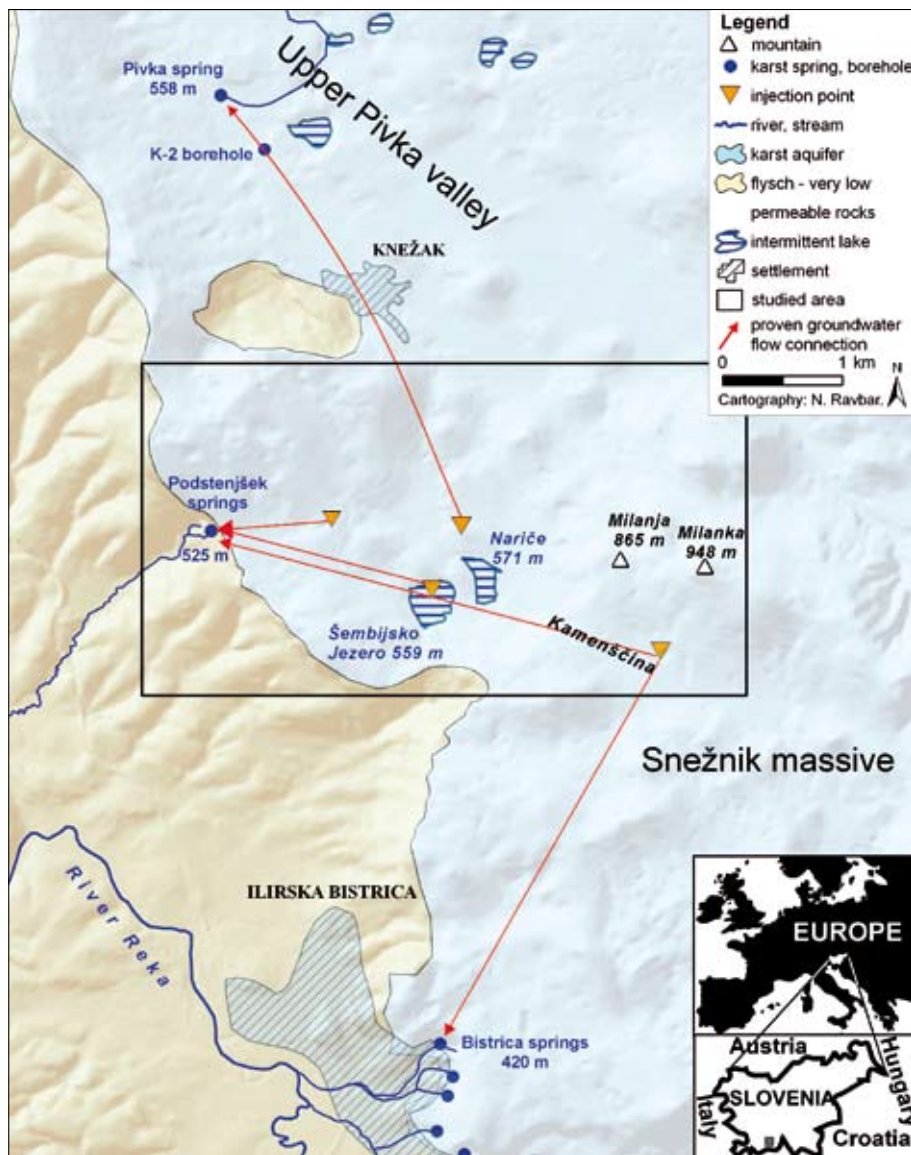 Pivka spring
558 m
K-2 borehole
Upper Pivka valley
KNEŽAK
Legend
mountain
karst spring, borehole
injection point
river, stream
karst aquifer
flysch - very low
permeable rocks
intermittent lake
settlement
studied area
proven groundwater
flow connection
0 1 km
N
Cartography: N. Ravbar.
Podstenjšek
springs
525 m
Nariče
571 m
Milanja
865 m
Milanka
948 m
Šembijsko
Jezero 559 m
Kamenščina
Snežnik massive
River Reka
ILIRSKA BISTRICA
Bistrica springs
420 m
EUROPE
Austria
Hungary
SLOVENIA
Italy
Croatia